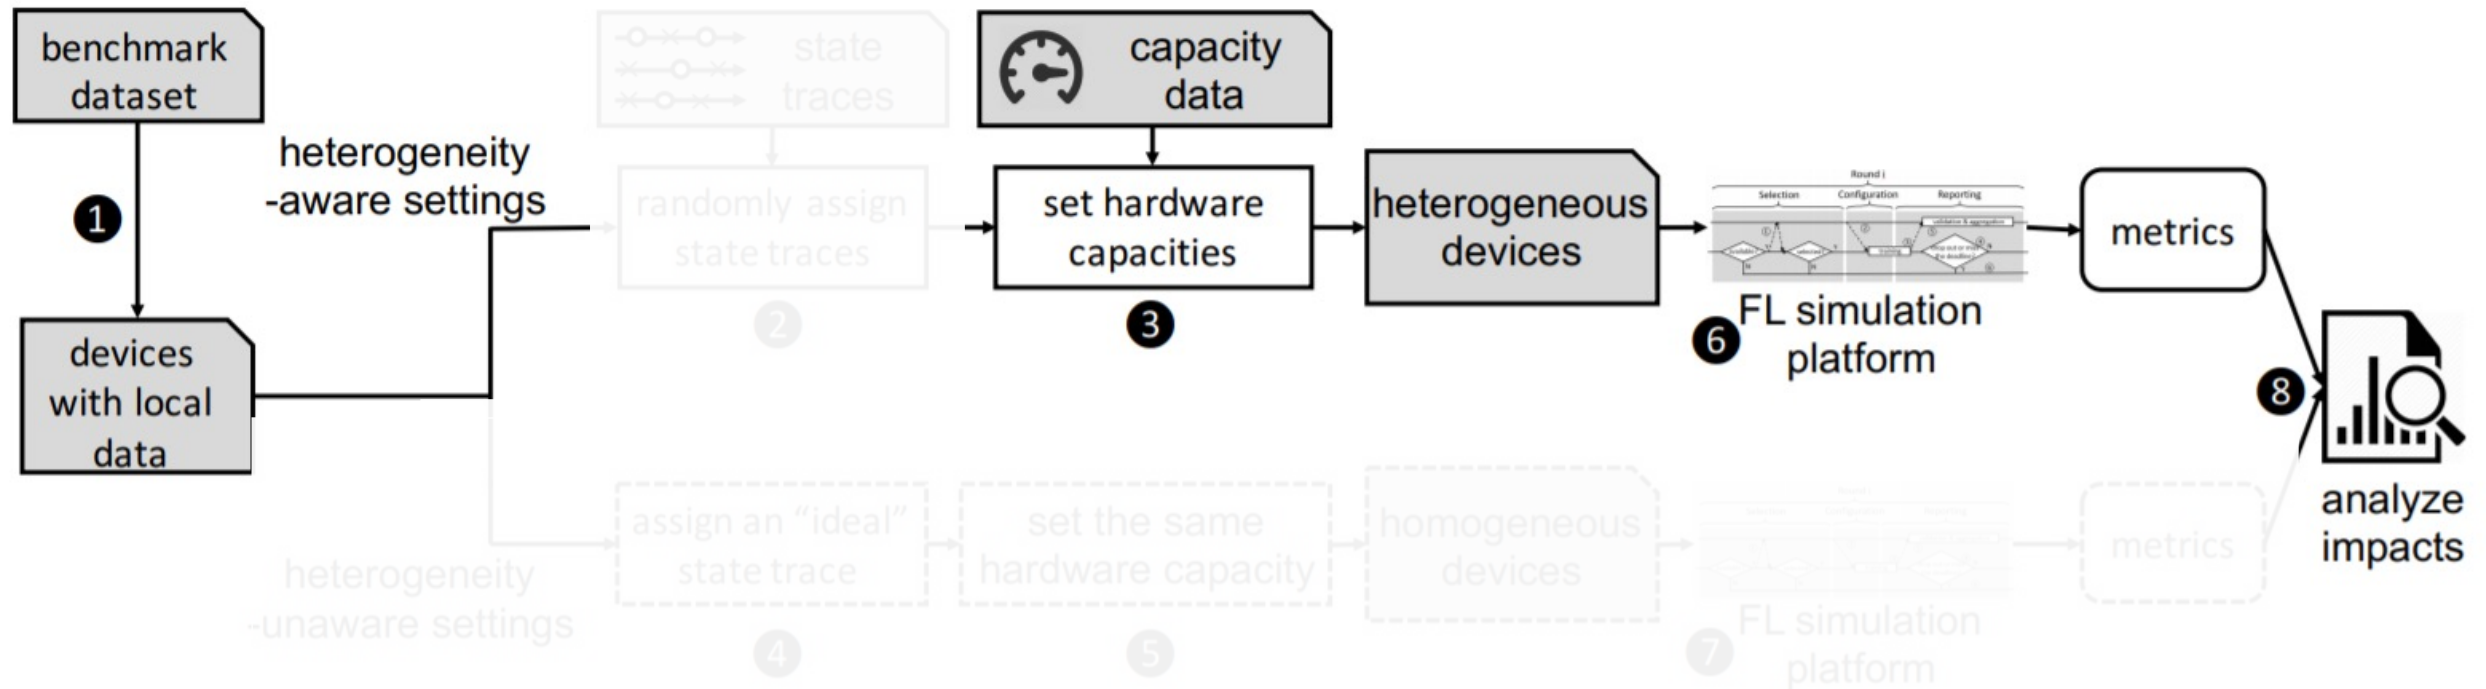 benchmark
dataset
state
traces
capacity
data
heterogeneity
-aware settings
1
randomly assign
state traces
2
set hardware
capacities
3
heterogeneous
devices
Round i
Selection
Configuration
Reporting
validation & aggregation
training
6
FL simulation
platform
metrics
devices
with local
data
8
analyze
impacts
heterogeneity
-unaware settings
assign an “ideal”
state trace
4
set the same
hardware capacity
5
homogeneous
devices
7
FL simulation
platform
metrics